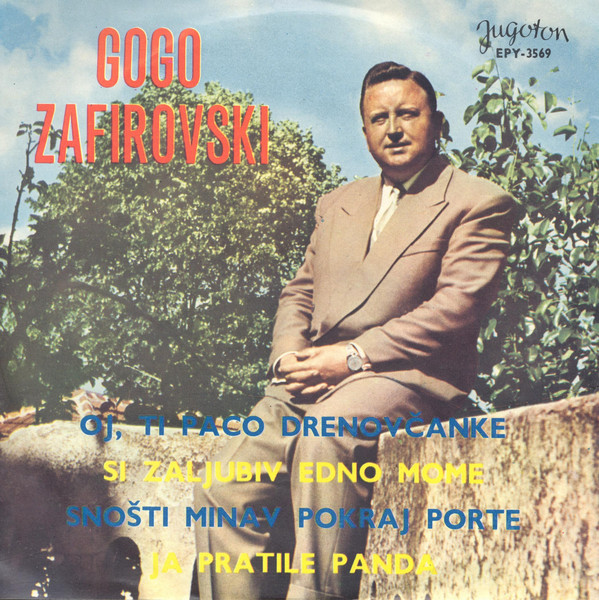 Jugoton
EPY-3569
GOGO
ZAFIROVSKI
OJ, TI PACO DRENOVČANKE
SI ZALJUBIV EDNO MOME
SNOŠTI MINAV POKRAJ PORTE
JA PRATILE PANDA